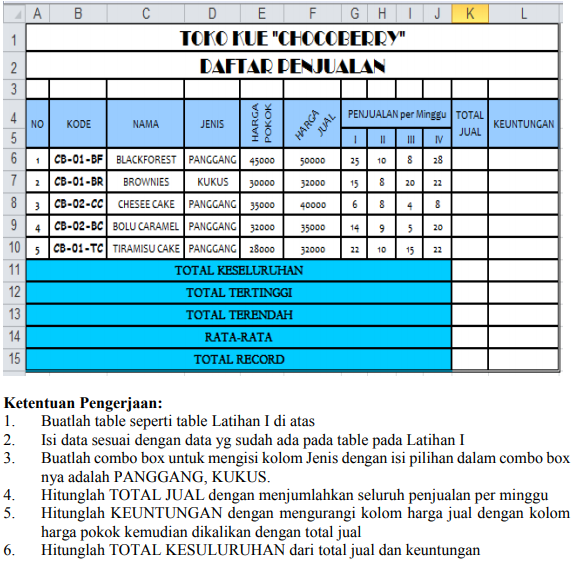 A B C D E F G H I J K L
1 TOKO KUE "CHOCOBERRY"
2 DAFTAR PENJUALAN
3
4 NO KODE NAMA JENIS HARGA POKOK HARGA JUAL PENJUALAN per Minggu TOTAL JUAL KEUNTUNGAN
5 I II III IV
6 1 CB-01-BF BLACKFOREST PANGGANG 45000 50000 25 10 8 28
7 2 CB-01-BR BROWNIES KUKUS 30000 32000 15 8 20 22
8 3 CB-02-CC CHESEE CAKE PANGGANG 35000 40000 6 8 4 8
9 4 CB-02-BC BOLU CARAMEL PANGGANG 32000 35000 14 9 5 20
10 5 CB-01-TC TIRAMISU CAKE PANGGANG 28000 32000 22 10 15 22
11 TOTAL KESELURUHAN
12 TOTAL TERTINGGI
13 TOTAL TERENDAH
14 RATA-RATA
15 TOTAL RECORD
Ketentuan Pengerjaan:
1. Buatlah table seperti table Latihan I di atas
2. Isi data sesuai dengan data yg sudah ada pada table pada Latihan I
3. Buatlah combo box untuk mengisi kolom Jenis dengan isi pilihan dalam combo box
nya adalah PANGGANG, KUKUS.
4. Hitunglah TOTAL JUAL dengan menjumlahkan seluruh penjualan per minggu
5. Hitunglah KEUNTUNGAN dengan mengurangi kolom harga jual dengan kolom
harga pokok kemudian dikalikan dengan total jual
6. Hitunglah TOTAL KESULURUHAN dari total jual dan keuntungan